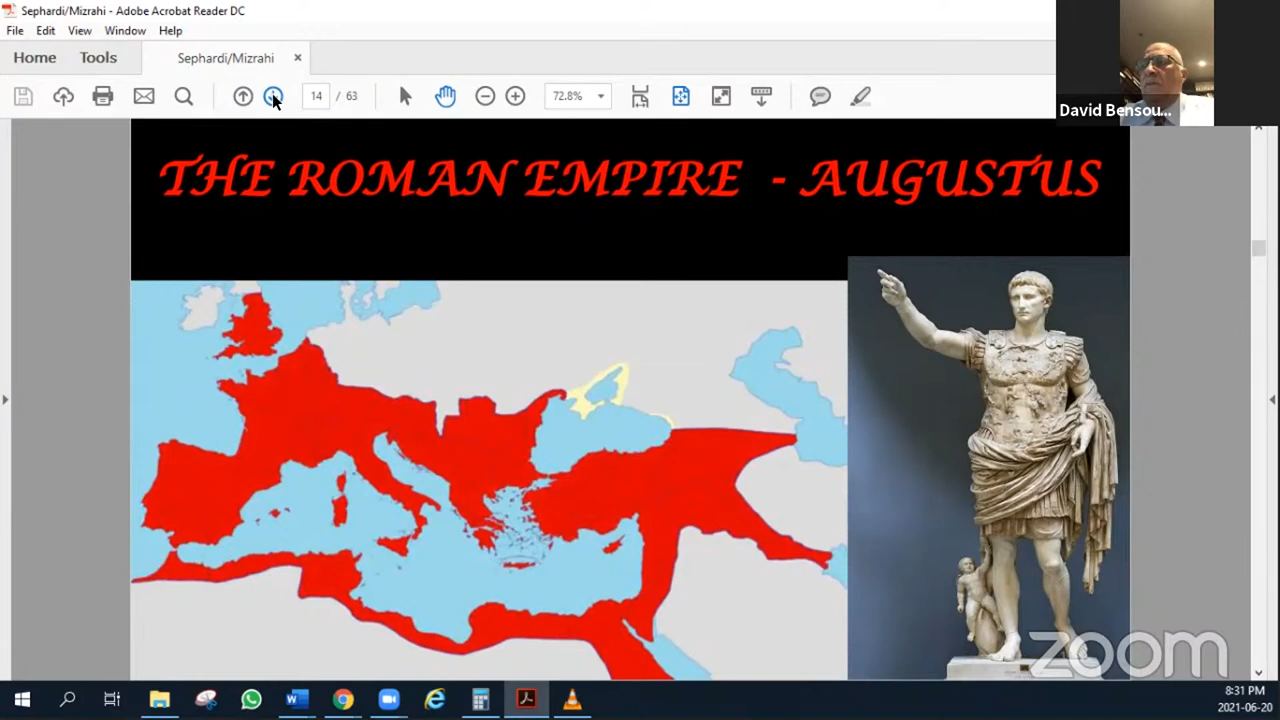 Sephardi/Mizrahi - Adobe Acrobat Reader DC
File Edit View Window Help
Home Tools Sephardi/Mizrahi ×
14 / 63 72.8%
David Bensou...
THE ROMAN EMPIRE - AUGUSTUS
zoom
8:31 PM
2021-06-20